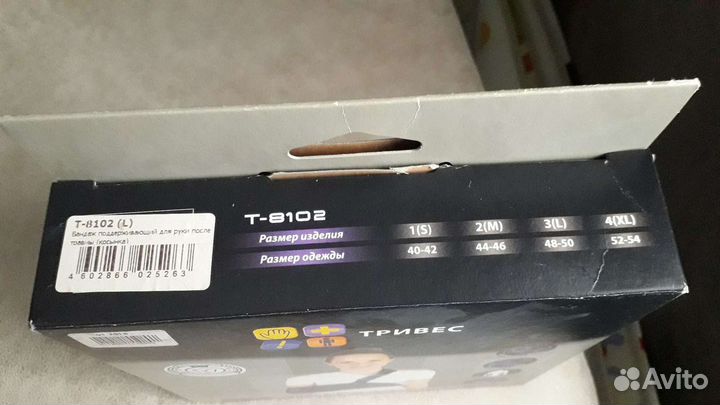 T-8102 (L)
Бандаж поддерживающий для руки после
травмы (косынка)
4 602866 025263
T-8102
Размер изделия 1(S) 2(M) 3(L) 4(XL)
Размер одежды 40-42 44-46 48-50 52-54
ТРИВЕС
Avito